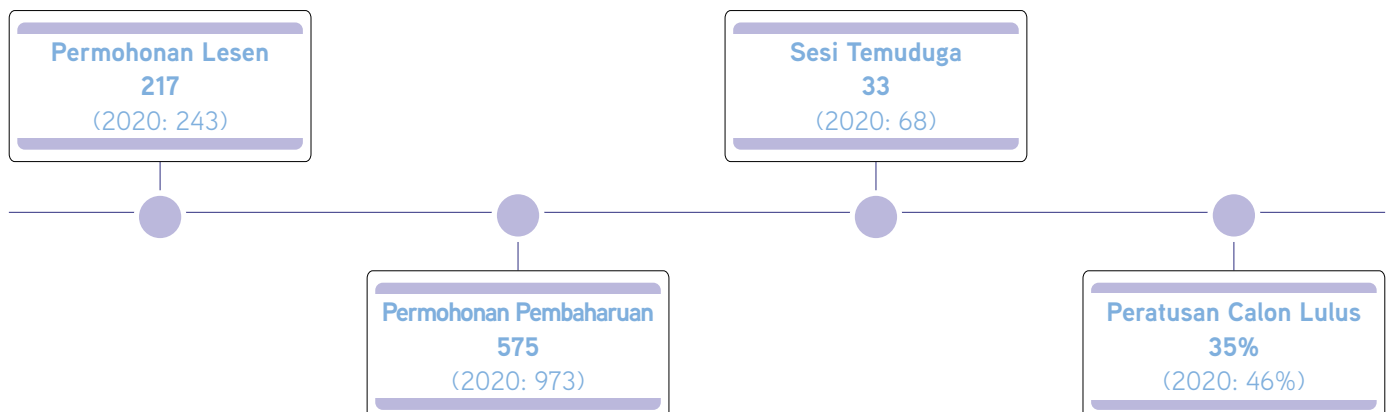 Permohonan Lesen
217
(2020: 243)
Permohonan Pembaharuan
575
(2020: 973)
Sesi Temuduga
33
(2020: 68)
Peratusan Calon Lulus
35%
(2020: 46%)